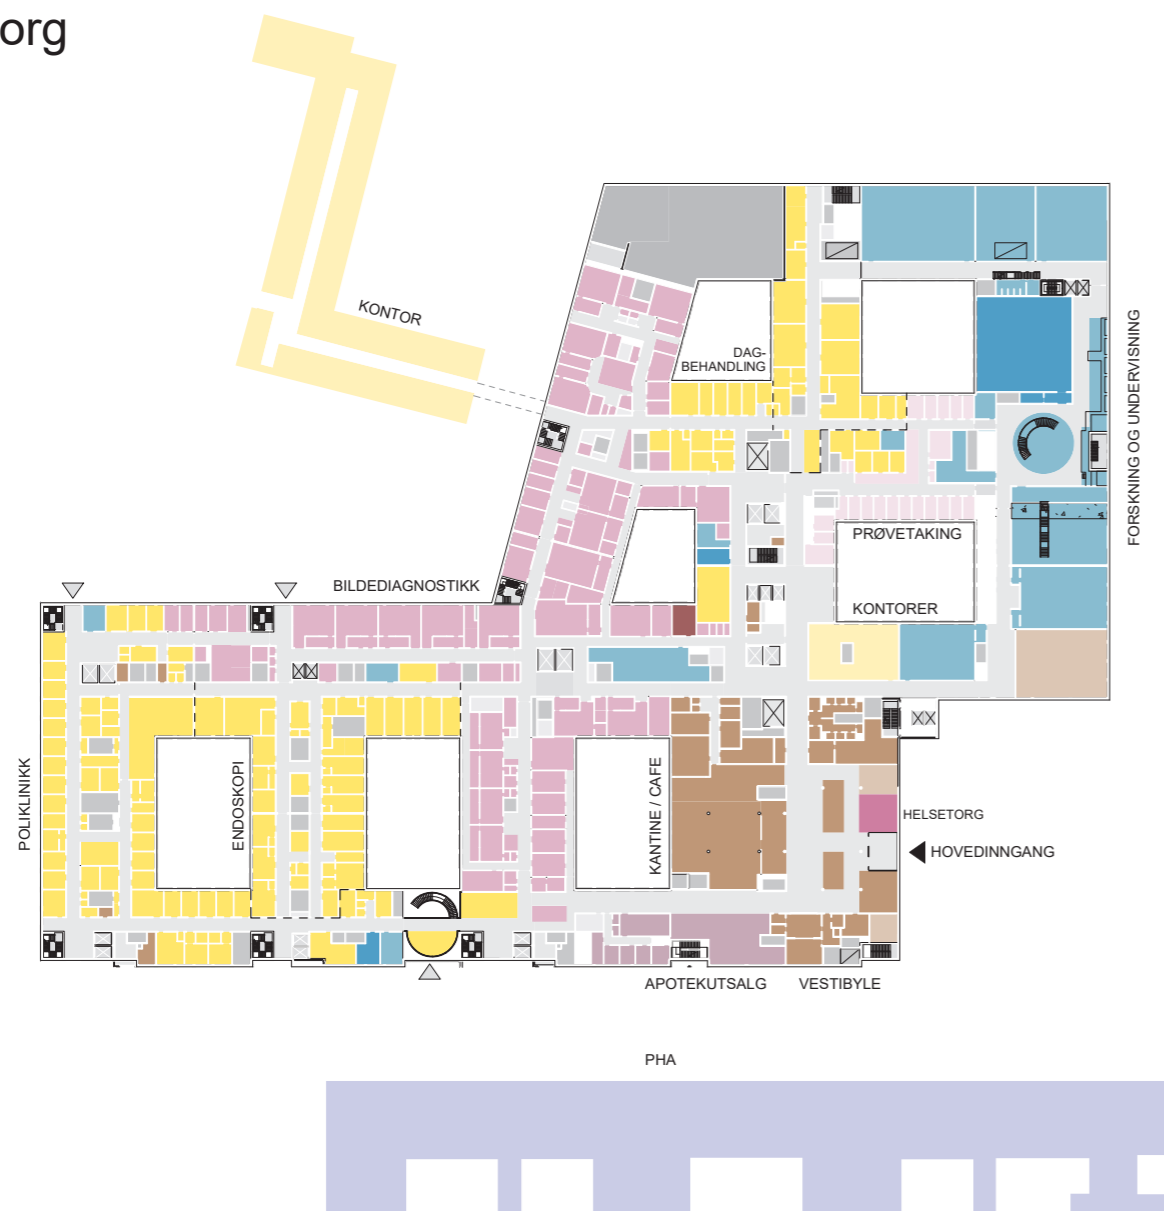 org
KONTOR
DAG-
BEHANDLING
FORSKNING OG UNDERVISNING
PRØVETAKING
BILDEDIAGNOSTIKK
KONTORER
POLIKLINIKK
ENDOSKOPI
KANTINE / CAFE
HELSETORG
HOVEDINNGANG
APOTEKUTSALG
VESTIBYLE
PHA